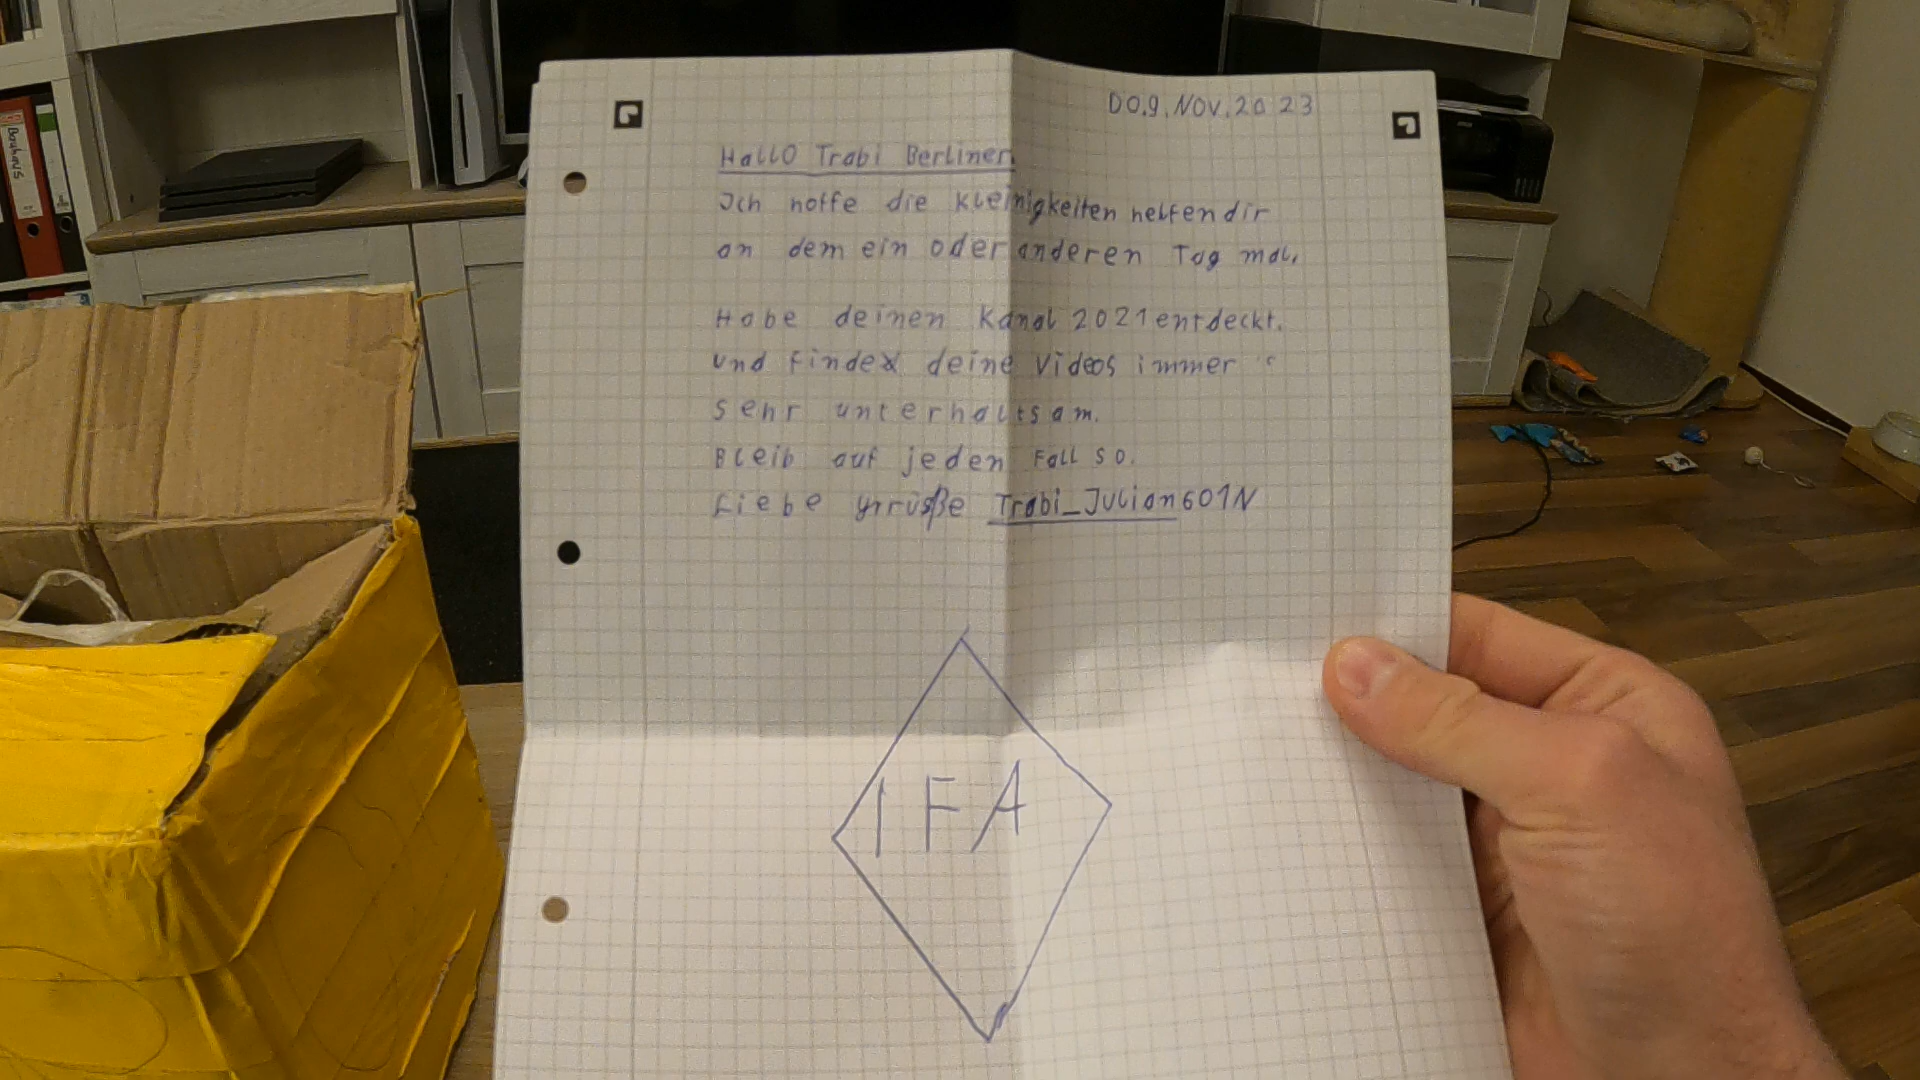 DO.9.NOV.2023
Hallo Trabi Berliner.
Ich hoffe die Kleinigkeiten helfen dir
an dem ein oder anderen Tag mal.
Habe deinen Kanal 2021 entdeckt.
und finde deine Videos immer
sehr unterhaltsam.
Bleib auf jeden Fall so.
Liebe Grüße Trabi_Julian601N
IFA